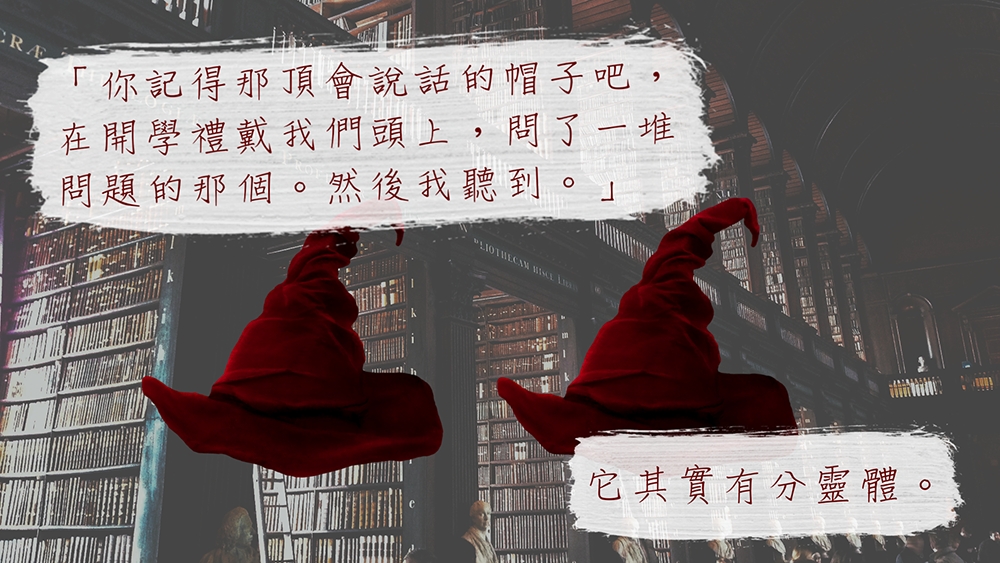 「你記得那頂會說話的帽子吧，
在開學禮戴我們頭上，問了一堆
問題的那個。然後我聽到。」
它其實有分靈體。